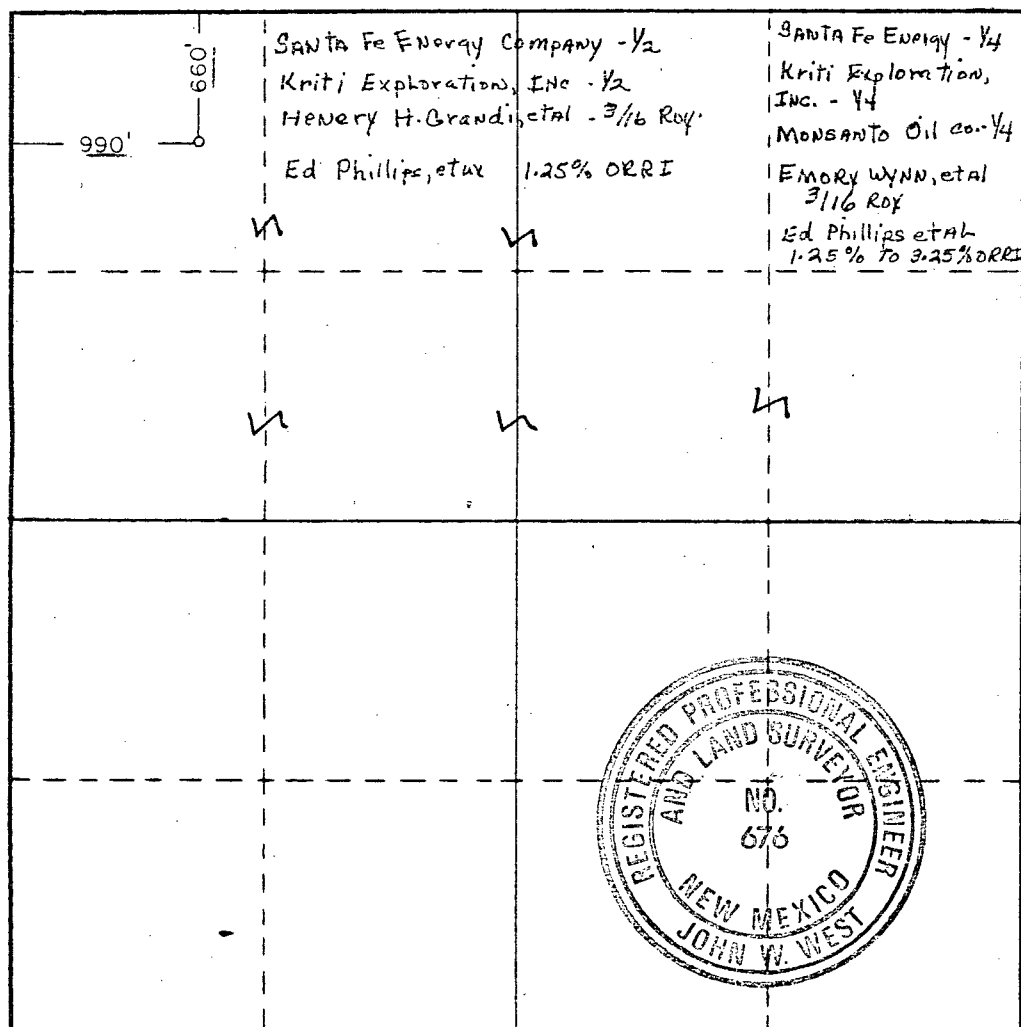 660'
990'
SANTA Fe ENergy Company - 1/2
Kriti Exploration, INC - 1/2
HENery H. Grandi, etAl - 3/16 Roy.
Ed Phillips, etux 1.25% ORRI
SANTA Fe ENergy - 1/4
Kriti Exploration,
INC. - 1/4
MONSANTO Oil co. - 1/4
EMORY WYNN, etAl
3/16 ROY
Ed Phillips etAL
1.25% To 3.25% ORRI
REGISTERED PROFESSIONAL ENGINEER
AND LAND SURVEYOR
NO.
676
NEW MEXICO
JOHN W. WEST